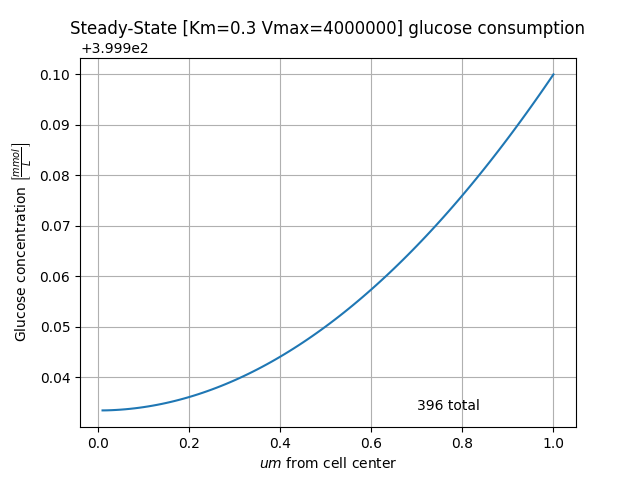 Steady-State [Km=0.3 Vmax=4000000] glucose consumption
+3.999e2
0.10
0.09
0.08
0.07
0.06
0.05
0.04
Glucose concentration [mmol/L]
396 total
0.0 0.2 0.4 0.6 0.8 1.0
um from cell center